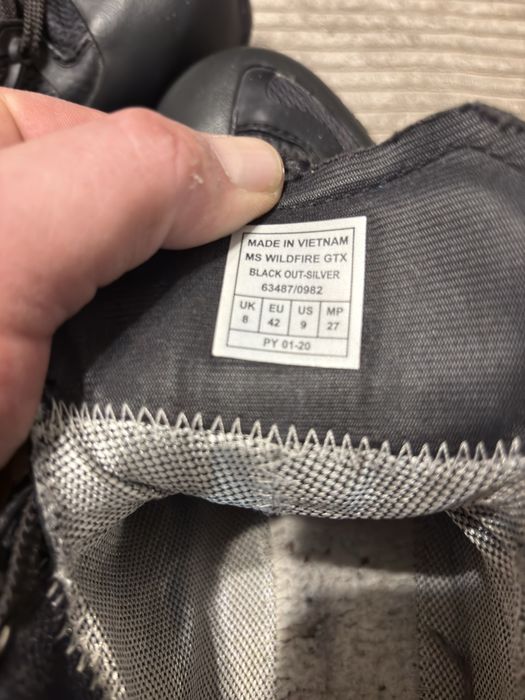 MADE IN VIETNAM
MS WILDFIRE GTX
BLACK OUT-SILVER
63487/0982
UK EU US MP
8 42 9 27
PY 01-20